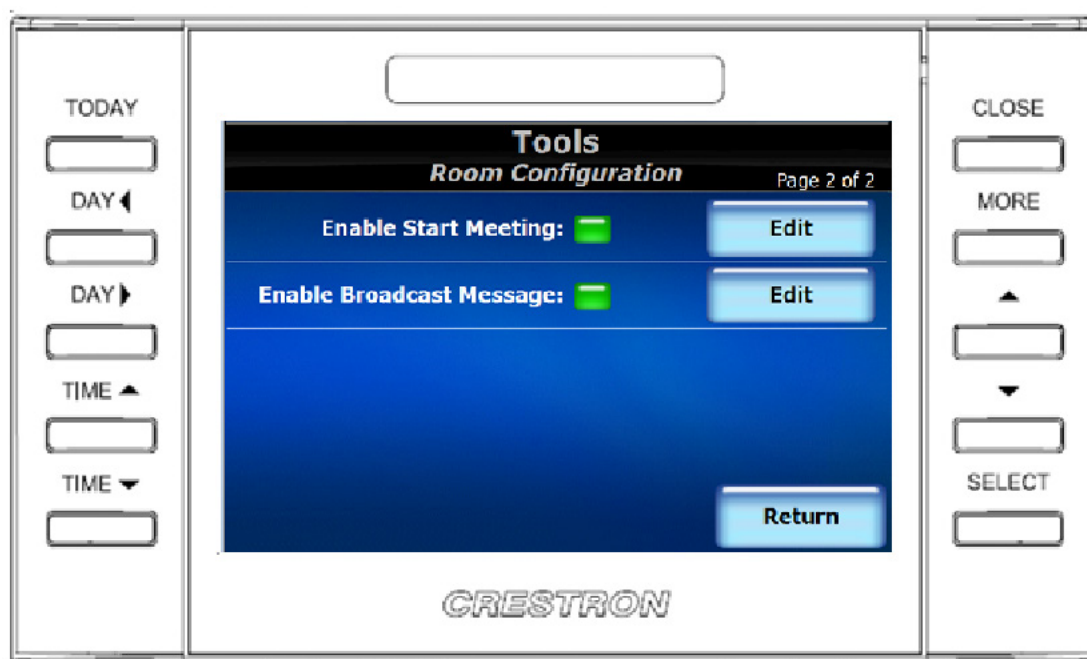 TODAY
DAY
DAY
TIME
TIME
Tools
Room Configuration
Page 2 of 2
Enable Start Meeting:
Edit
Enable Broadcast Message:
Edit
Return
CRESTRON
CLOSE
MORE
SELECT